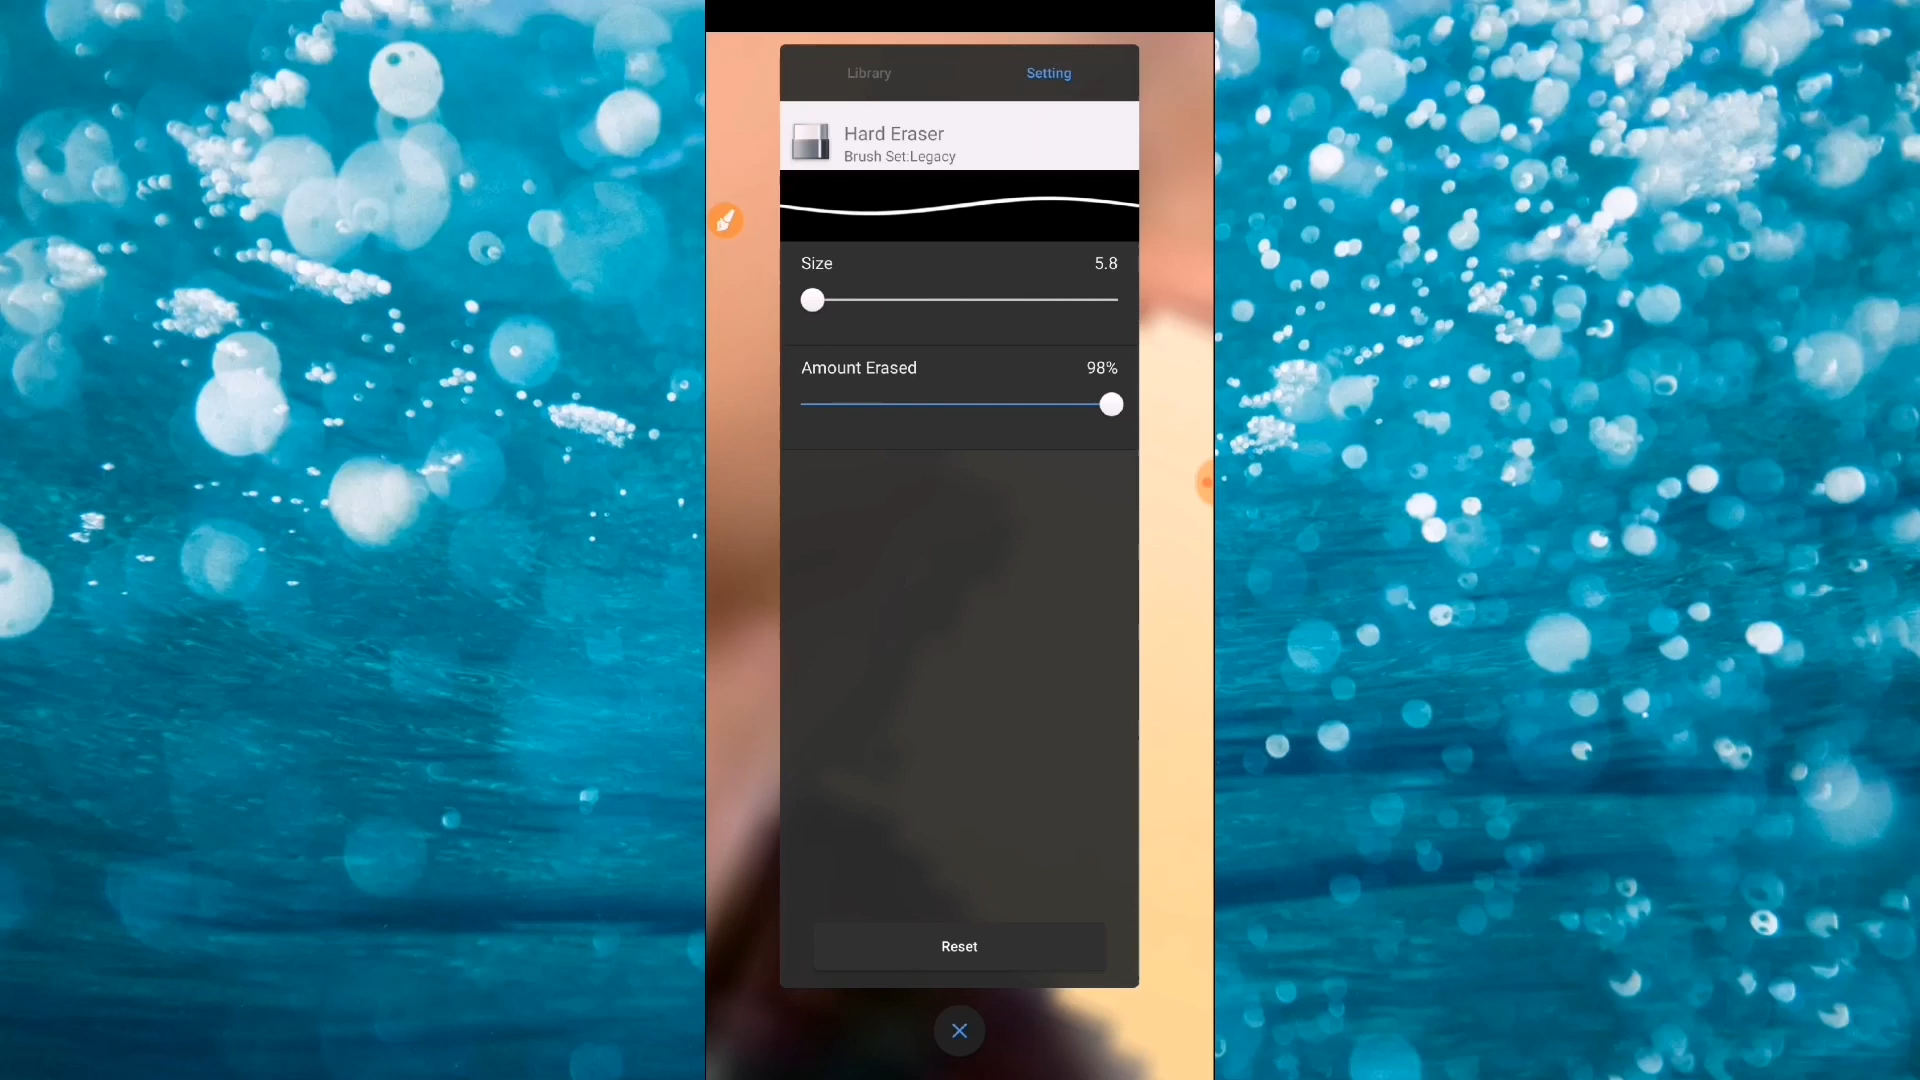 Library
Setting
Hard Eraser
Brush Set:Legacy
Size
5.8
Amount Erased
98%
Reset